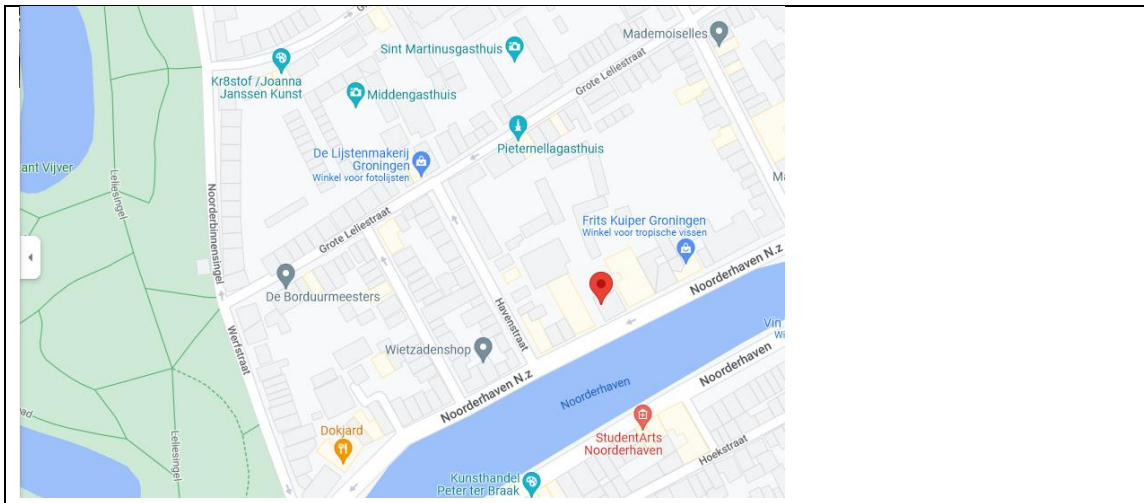 Sint Martinusgasthuis
Mademoiselles
Kr8stof /Joanna
Janssen Kunst
Middengasthuis
Grote Leliestraat
Pieternellagasthuis
De Lijstenmakerij
Groningen
Winkel voor fotolijsten
ant Vijver
Leliesingel
Noorderbinnensingel
Grote Leliestraat
Frits Kuiper Groningen
Winkel voor tropische vissen
Noorderhaven N.z
De Borduurmeesters
Havenstraat
Werfstraat
Wietzadenshop
Vin
Noorderhaven
Noorderhaven N.z
Noorderhaven
Leliesingel
Dokjard
StudentArts
Noorderhaven
Hoekstraat
Kunsthandel
Peter ter Braak